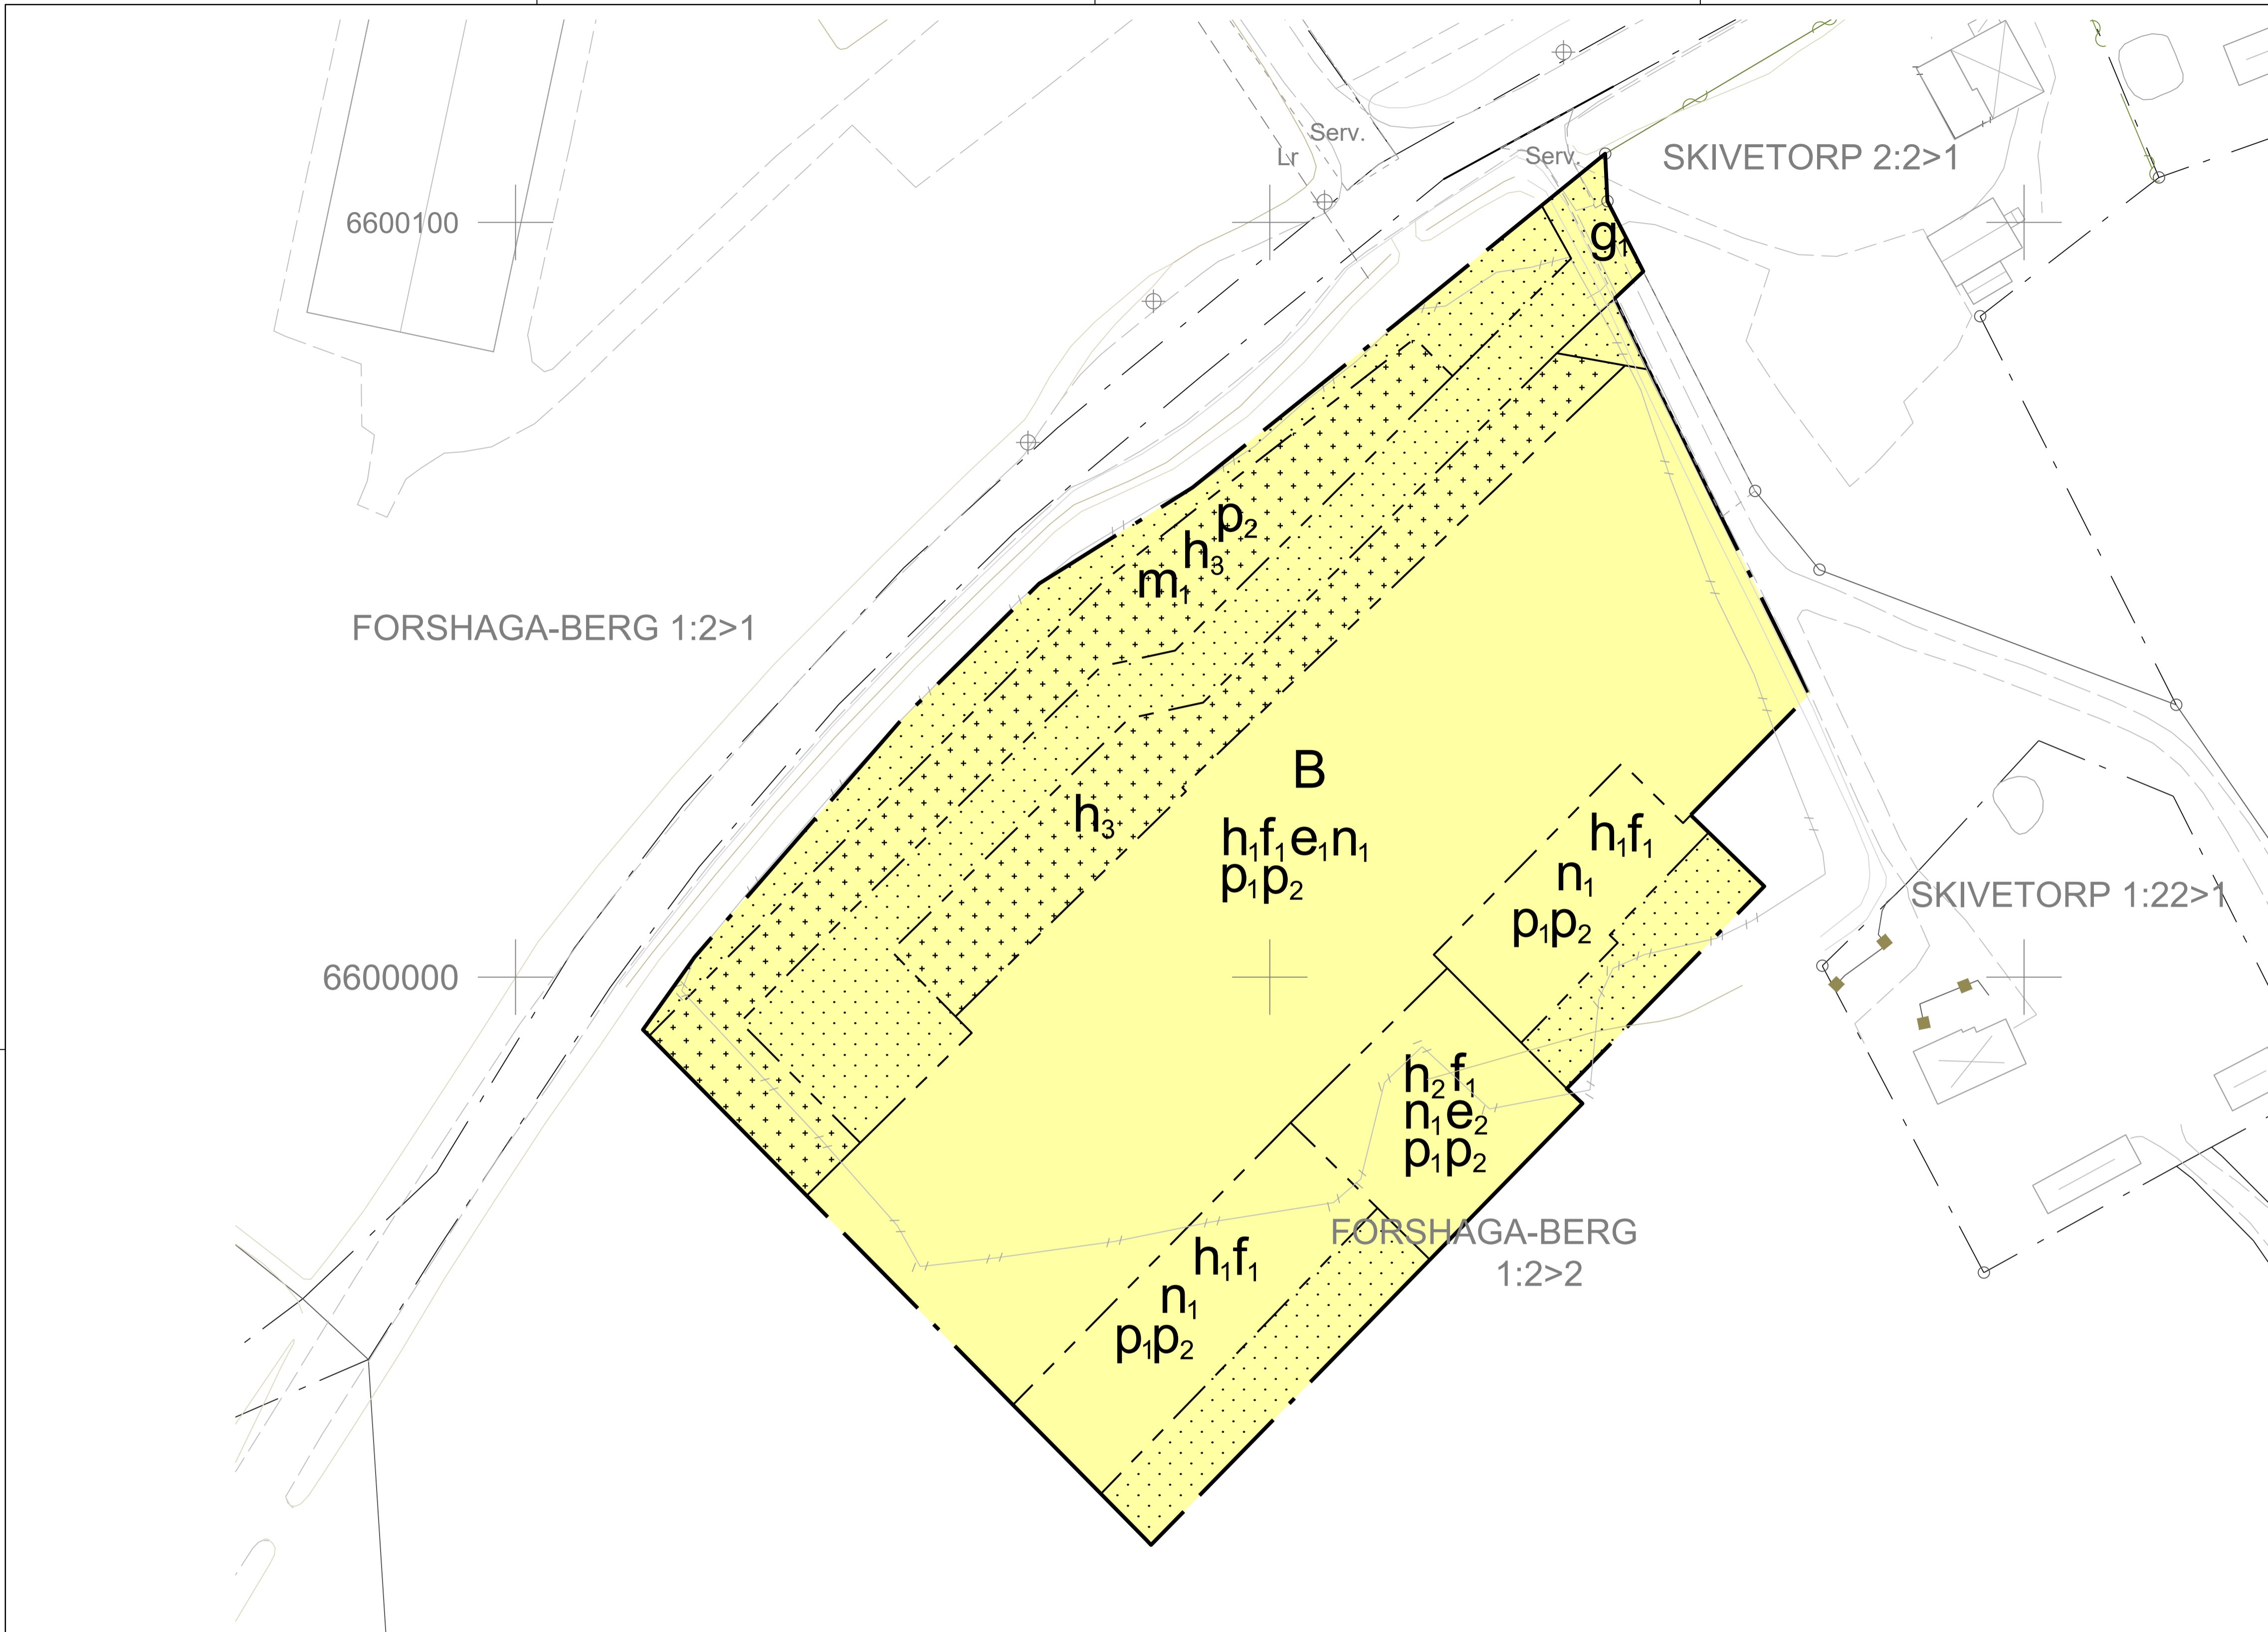 Serv.
Lr
Serv.
SKIVETORP 2:2>1
6600100
g₁
p₂
h₃
m₁
FORSHAGA-BERG 1:2>1
B
h₃
h₁f₁e₁n₁
p₁p₂
h₁f₁
n₁
p₁p₂
SKIVETORP 1:22>1
6600000
h₂f₁
n₁e₂
p₁p₂
FORSHAGA-BERG
1:2>2
h₁f₁
n₁
p₁p₂